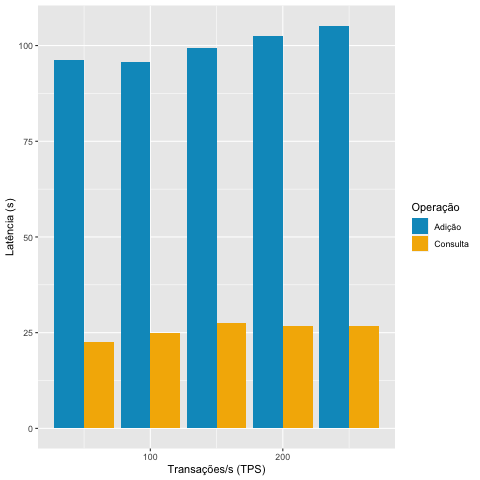 100
75
50
25
0
Latência (s)
100
200
Transações/s (TPS)
Operação
Adição
Consulta